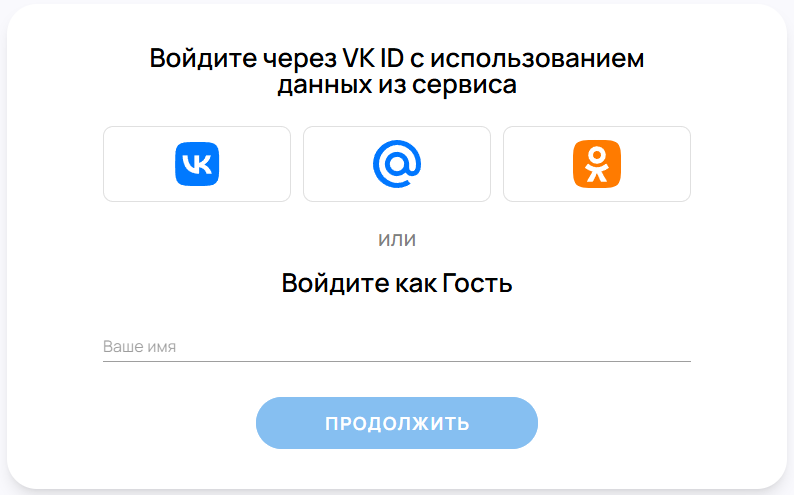 Войдите через VK ID с использованием
данных из сервиса
или
Войдите как Гость
Ваше имя
ПРОДОЛЖИТЬ